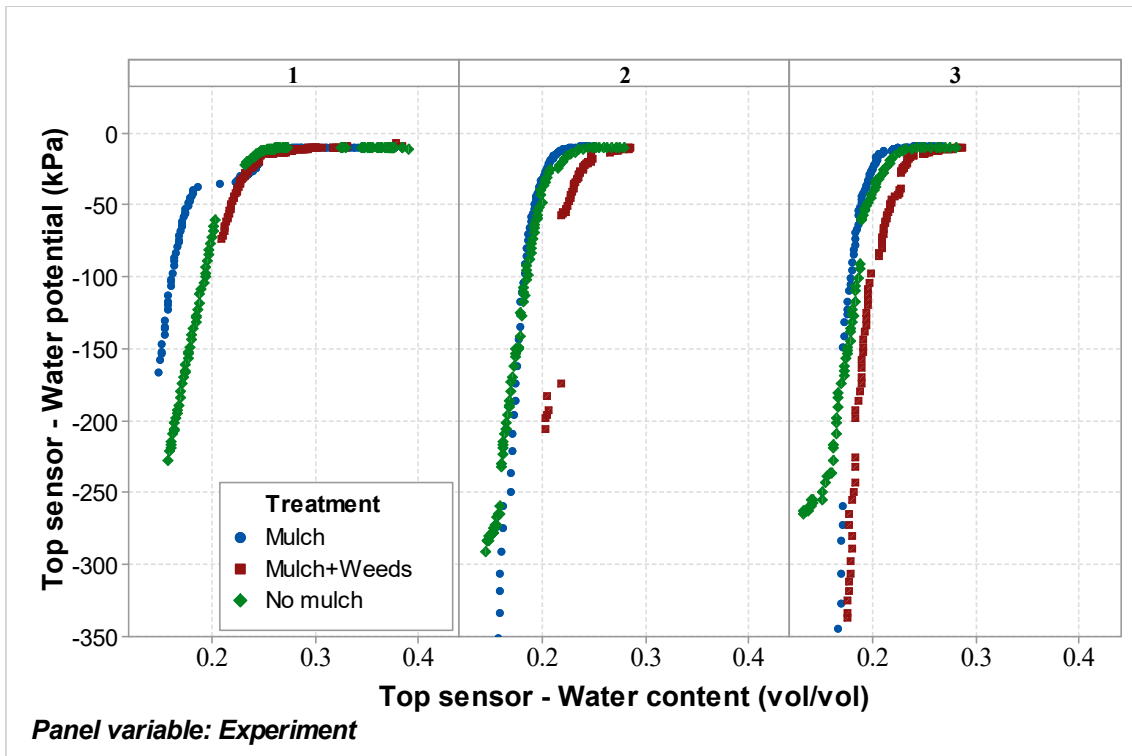 1 2 3
0
-50
-100
-150
-200
-250
-300
-350
Top sensor - Water potential (kPa)
Treatment
Mulch
Mulch+Weeds
No mulch
0.2 0.3 0.4 0.2 0.3 0.4 0.2 0.3 0.4
Top sensor - Water content (vol/vol)
Panel variable: Experiment